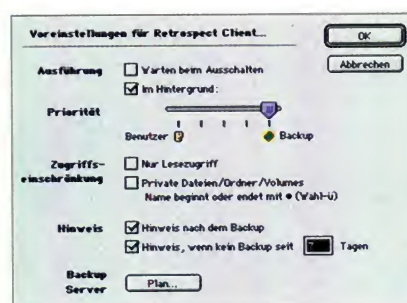 Voreinstellungen für Retrospect Client...
OK
Abbrechen
Ausführung
Warten beim Ausschalten
Im Hintergrund:
Priorität
Benutzer
Backup
Zugriffs-
einschränkung
Nur Lesezugriff
Private Dateien/Ordner/Volumes
Name beginnt oder endet mit • (Wahl-ü)
Hinweis
Hinweis nach dem Backup
Hinweis, wenn kein Backup seit
Tagen
Backup
Server
Plan...